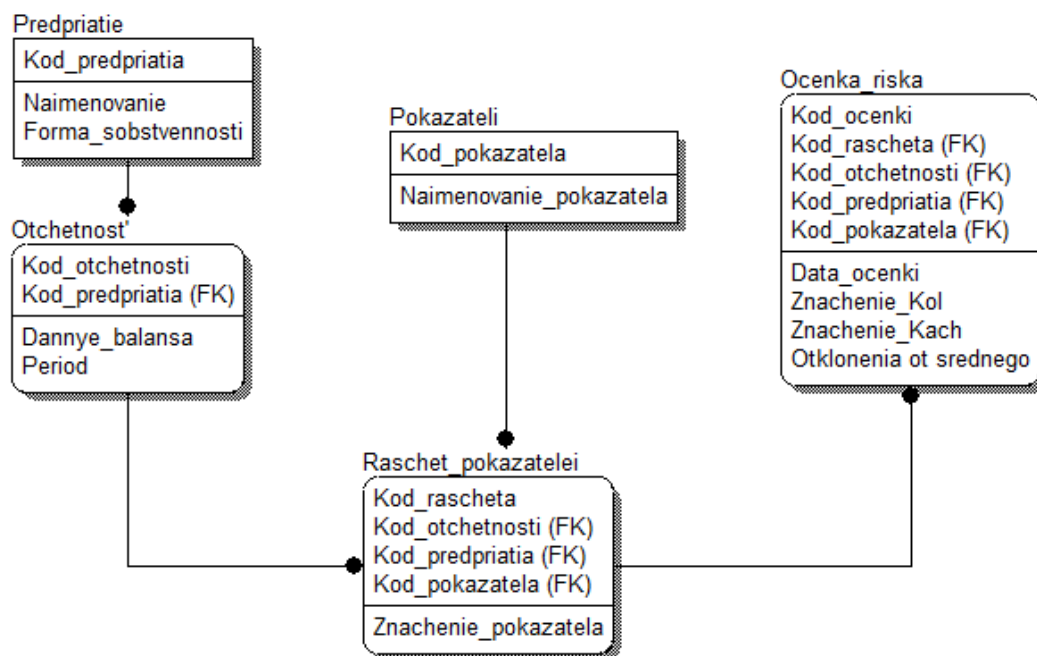 Predpriatie
Kod_predpriatia
Naimenovanie
Forma_sobstvennosti
Otchetnost'
Kod_otchetnosti
Kod_predpriatia (FK)
Dannye_balansa
Period
Pokazateli
Kod_pokazatela
Naimenovanie_pokazatela
Ocenka_riska
Kod_ocenki
Kod_rascheta (FK)
Kod_otchetnosti (FK)
Kod_predpriatia (FK)
Kod_pokazatela (FK)
Data_ocenki
Znachenie_Kol
Znachenie_Kach
Otklonenia ot srednego
Raschet_pokazatelei
Kod_rascheta
Kod_otchetnosti (FK)
Kod_predpriatia (FK)
Kod_pokazatela (FK)
Znachenie_pokazatela